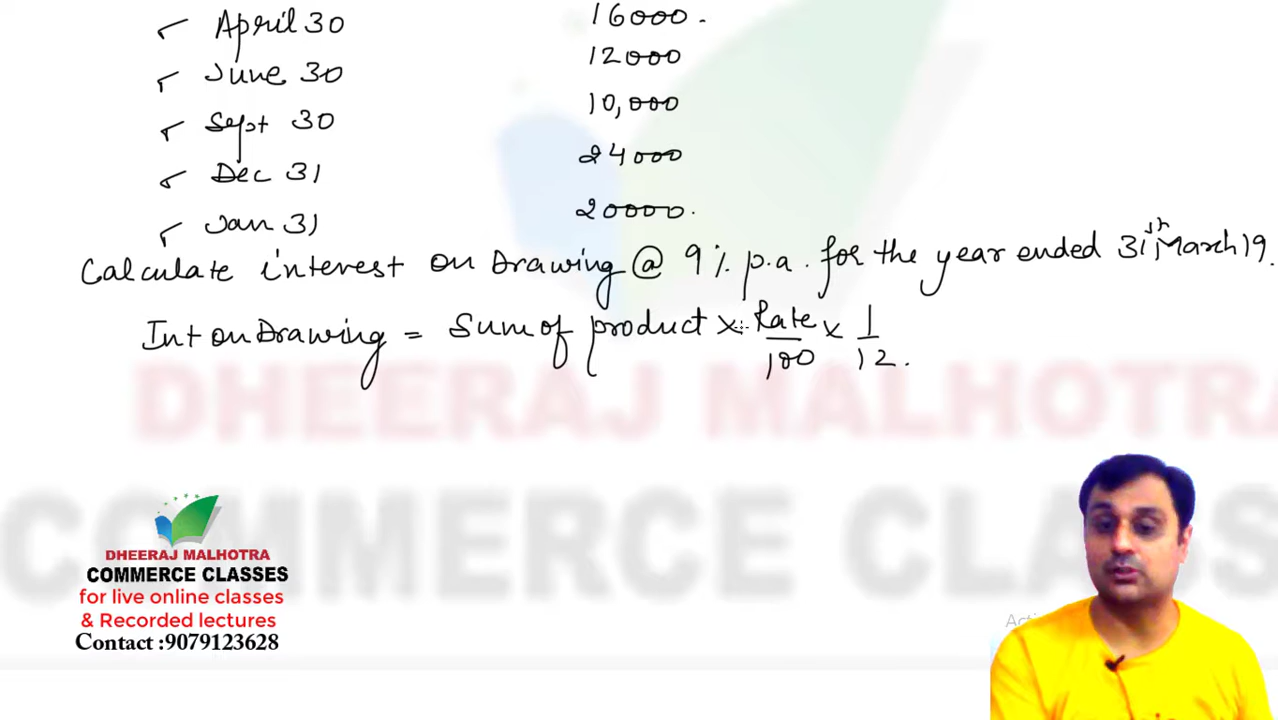 April 30 16000.
June 30 12000
Sept 30 10,000
Dec 31 24000
Jan 31 20000.
Calculate interest on Drawing @ 9% p.a. for the year ended 31th March 19.
Int on Drawing = Sum of product × Rate/100 × 1/12.
DHEERAJ MALHOTRA
COMMERCE CLASSES
DHEERAJ MALHOTRA
COMMERCE CLASSES
for live online classes
& Recorded lectures
Contact :9079123628
Acti